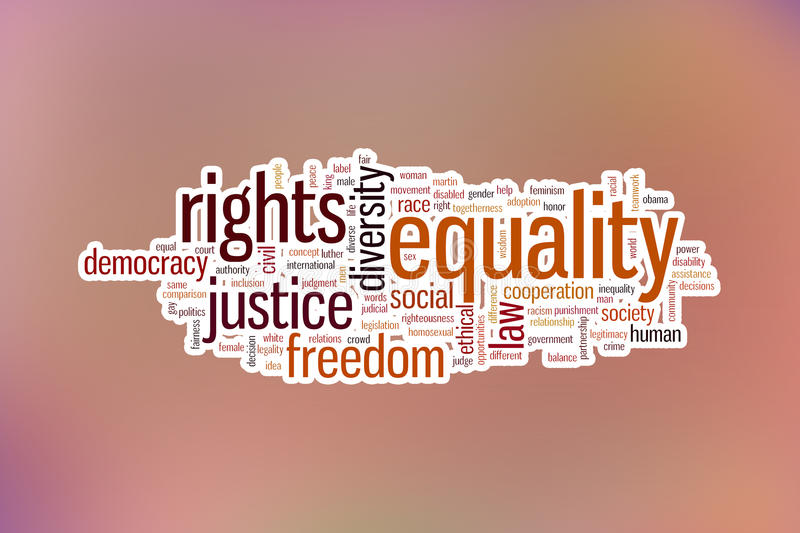 fair
people
peace
king
label
male
life
diverse
diversity
woman
martin
movement
disabled
gender
help
feminism
race
right
togetherness
adoption
honor
racial
teamwork
obama
rights
equality
equal
court
civil
concept
luther
men
sex
wisdom
world
power
disability
democracy
authority
international
assistance
same
inclusion
judgment
social
difference
cooperation
inequality
man
community
decisions
comparison
gay
politics
justice
words
judicial
righteousness
ethical
law
racism
punishment
society
fairness
legislation
homosexual
opportunities
relationship
partnership
legitimacy
human
female
decision
white
relations
crowd
legality
idea
freedom
judge
different
government
balance
crime